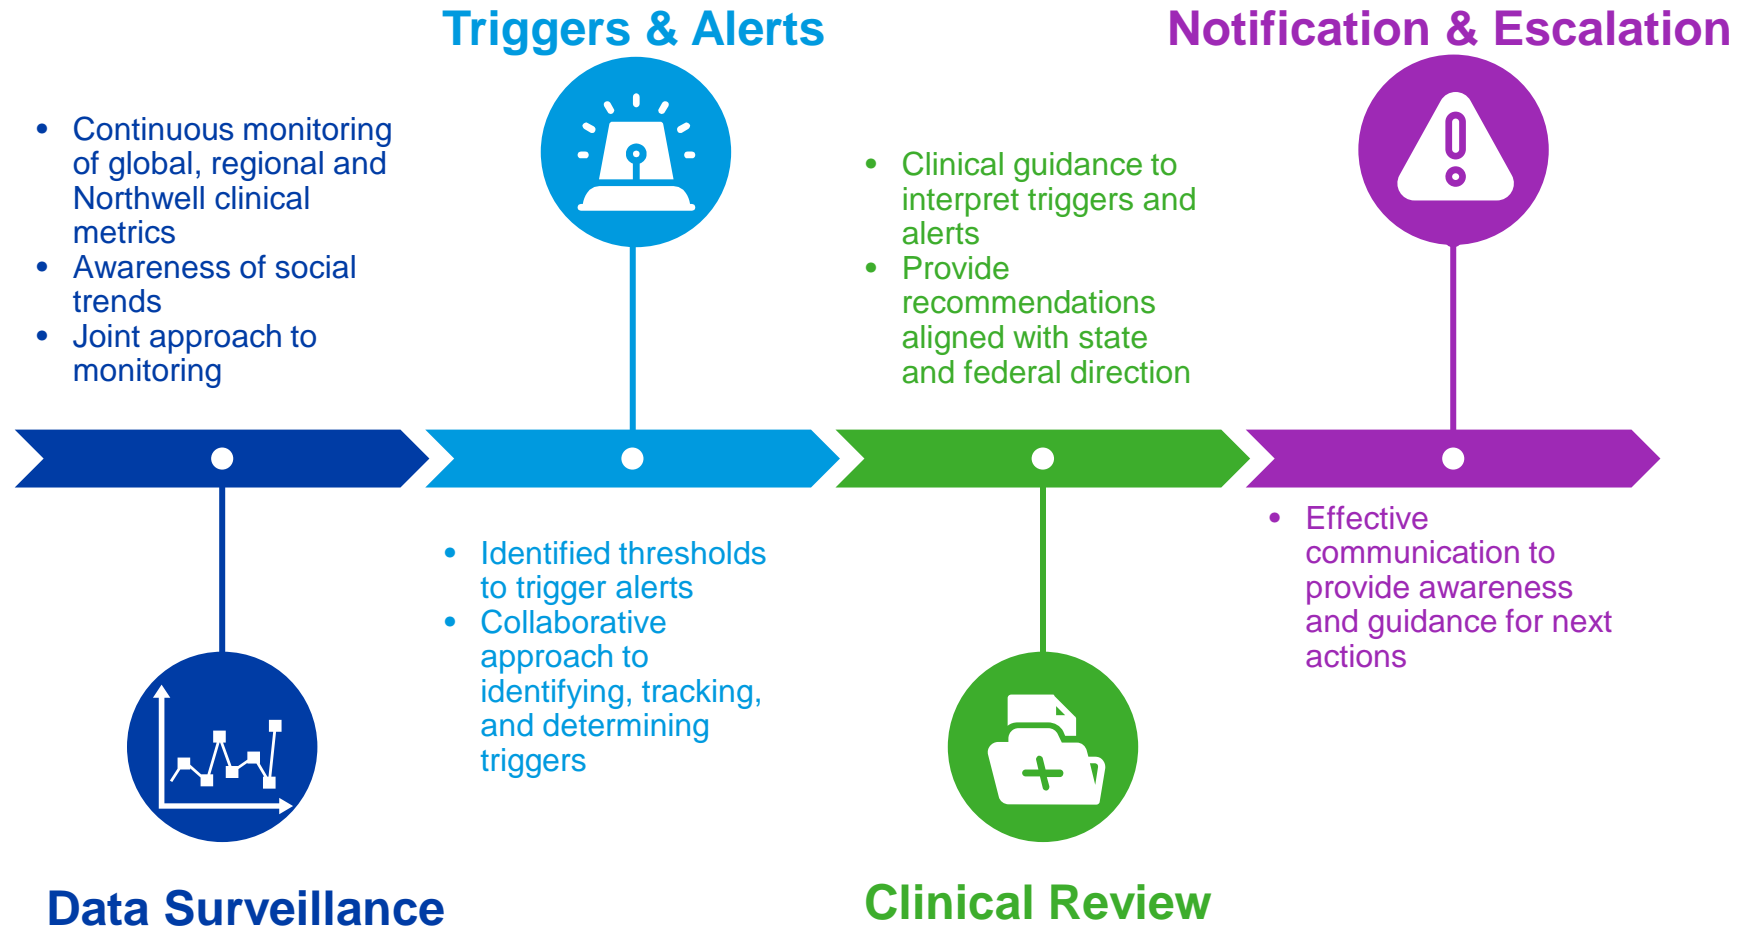 Triggers & Alerts
Notification & Escalation
• Continuous monitoring
of global, regional and
Northwell clinical
metrics
• Awareness of social
trends
• Joint approach to
monitoring
• Clinical guidance to
interpret triggers and
alerts
• Provide
recommendations
aligned with state
and federal direction
• Identified thresholds
to trigger alerts
• Collaborative
approach to
identifying, tracking,
and determining
triggers
• Effective
communication to
provide awareness
and guidance for next
actions
Data Surveillance
Clinical Review